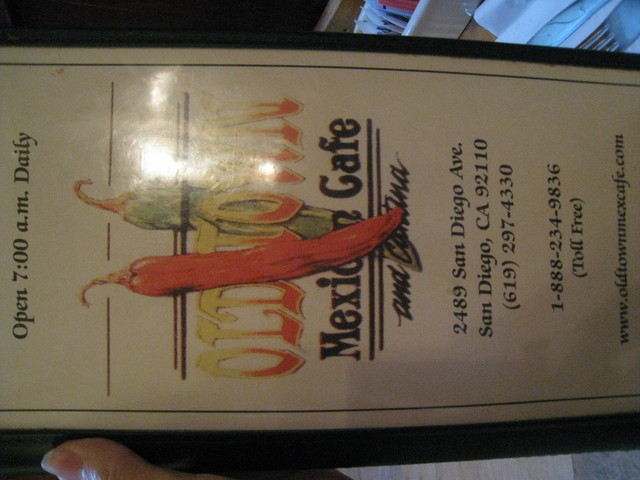 Open 7:00 a.m. Daily
OLD TOWN
Mexican Cafe
and Cantina
2489 San Diego Ave.
San Diego, CA 92110
(619) 297-4330
1-888-234-9836
(Toll Free)
www.oldtownmexcafe.com